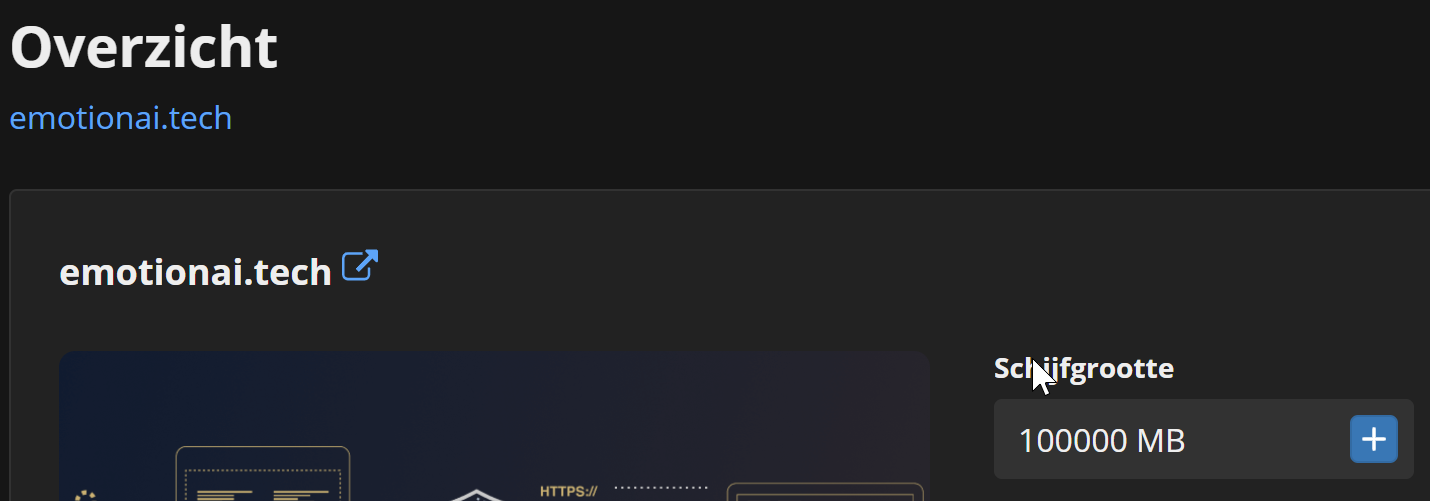 Overzicht
emotionai.tech
emotionai.tech
Schijfgrootte
100000 MB
HTTPS://